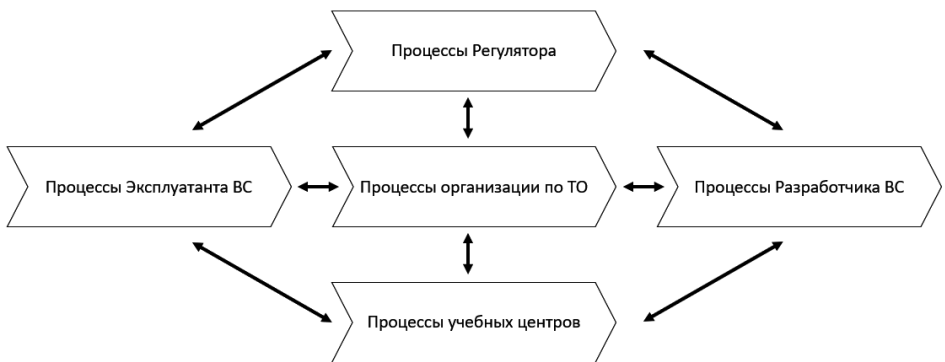 Процессы Регулятора
Процессы Эксплуатанта ВС
Процессы организации по ТО
Процессы Разработчика ВС
Процессы учебных центров